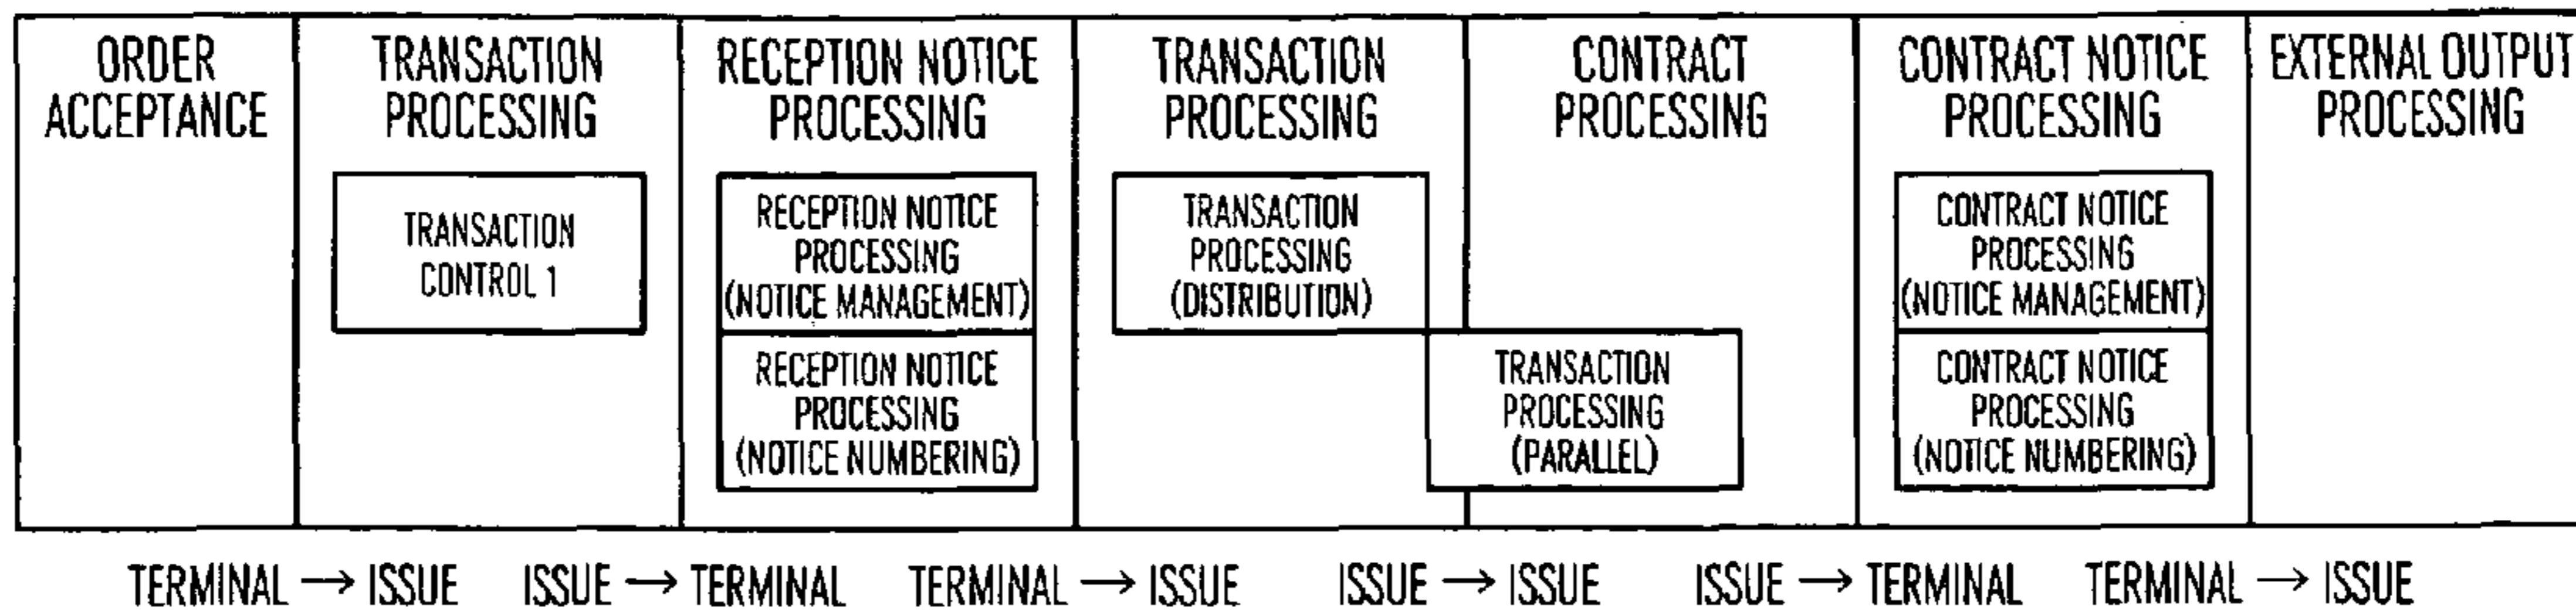 ORDER
ACCEPTANCE
TRANSACTION
PROCESSING
RECEPTION NOTICE
PROCESSING
TRANSACTION
PROCESSING
CONTRACT
PROCESSING
CONTRACT NOTICE
PROCESSING
EXTERNAL OUTPUT
PROCESSING
TRANSACTION
CONTROL 1
RECEPTION NOTICE
PROCESSING
(NOTICE MANAGEMENT)
RECEPTION NOTICE
PROCESSING
(NOTICE NUMBERING)
TRANSACTION
PROCESSING
(DISTRIBUTION)
TRANSACTION
PROCESSING
(PARALLEL)
CONTRACT NOTICE
PROCESSING
(NOTICE MANAGEMENT)
CONTRACT NOTICE
PROCESSING
(NOTICE NUMBERING)
TERMINAL → ISSUE ISSUE → TERMINAL TERMINAL → ISSUE ISSUE → ISSUE ISSUE → TERMINAL TERMINAL → ISSUE